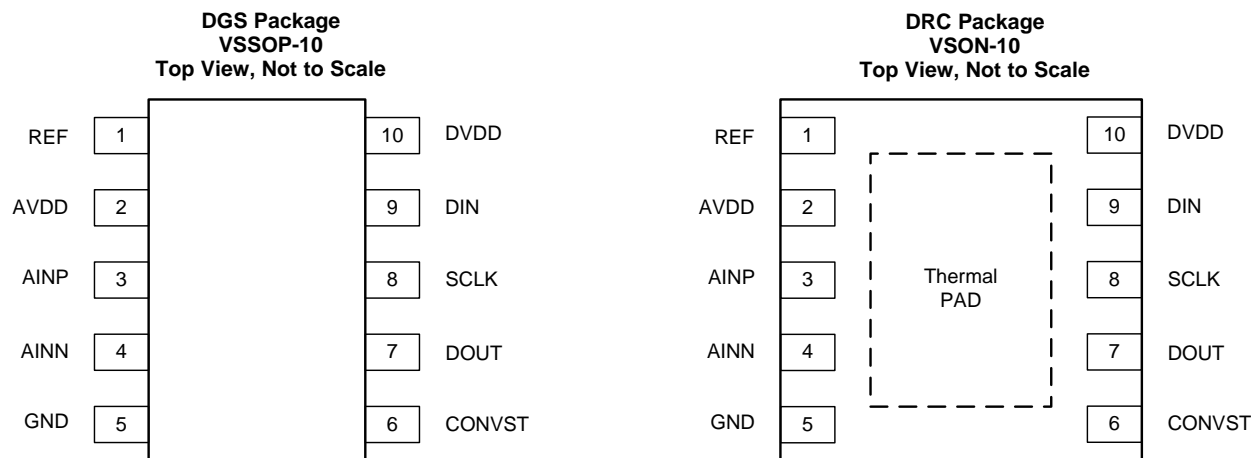 DGS Package
VSSOP-10
Top View, Not to Scale
REF 1 10 DVDD
AVDD 2 9 DIN
AINP 3 8 SCLK
AINN 4 7 DOUT
GND 5 6 CONVST
DRC Package
VSON-10
Top View, Not to Scale
REF 1 10 DVDD
AVDD 2 9 DIN
AINP 3 8 SCLK
Thermal
PAD
AINN 4 7 DOUT
GND 5 6 CONVST